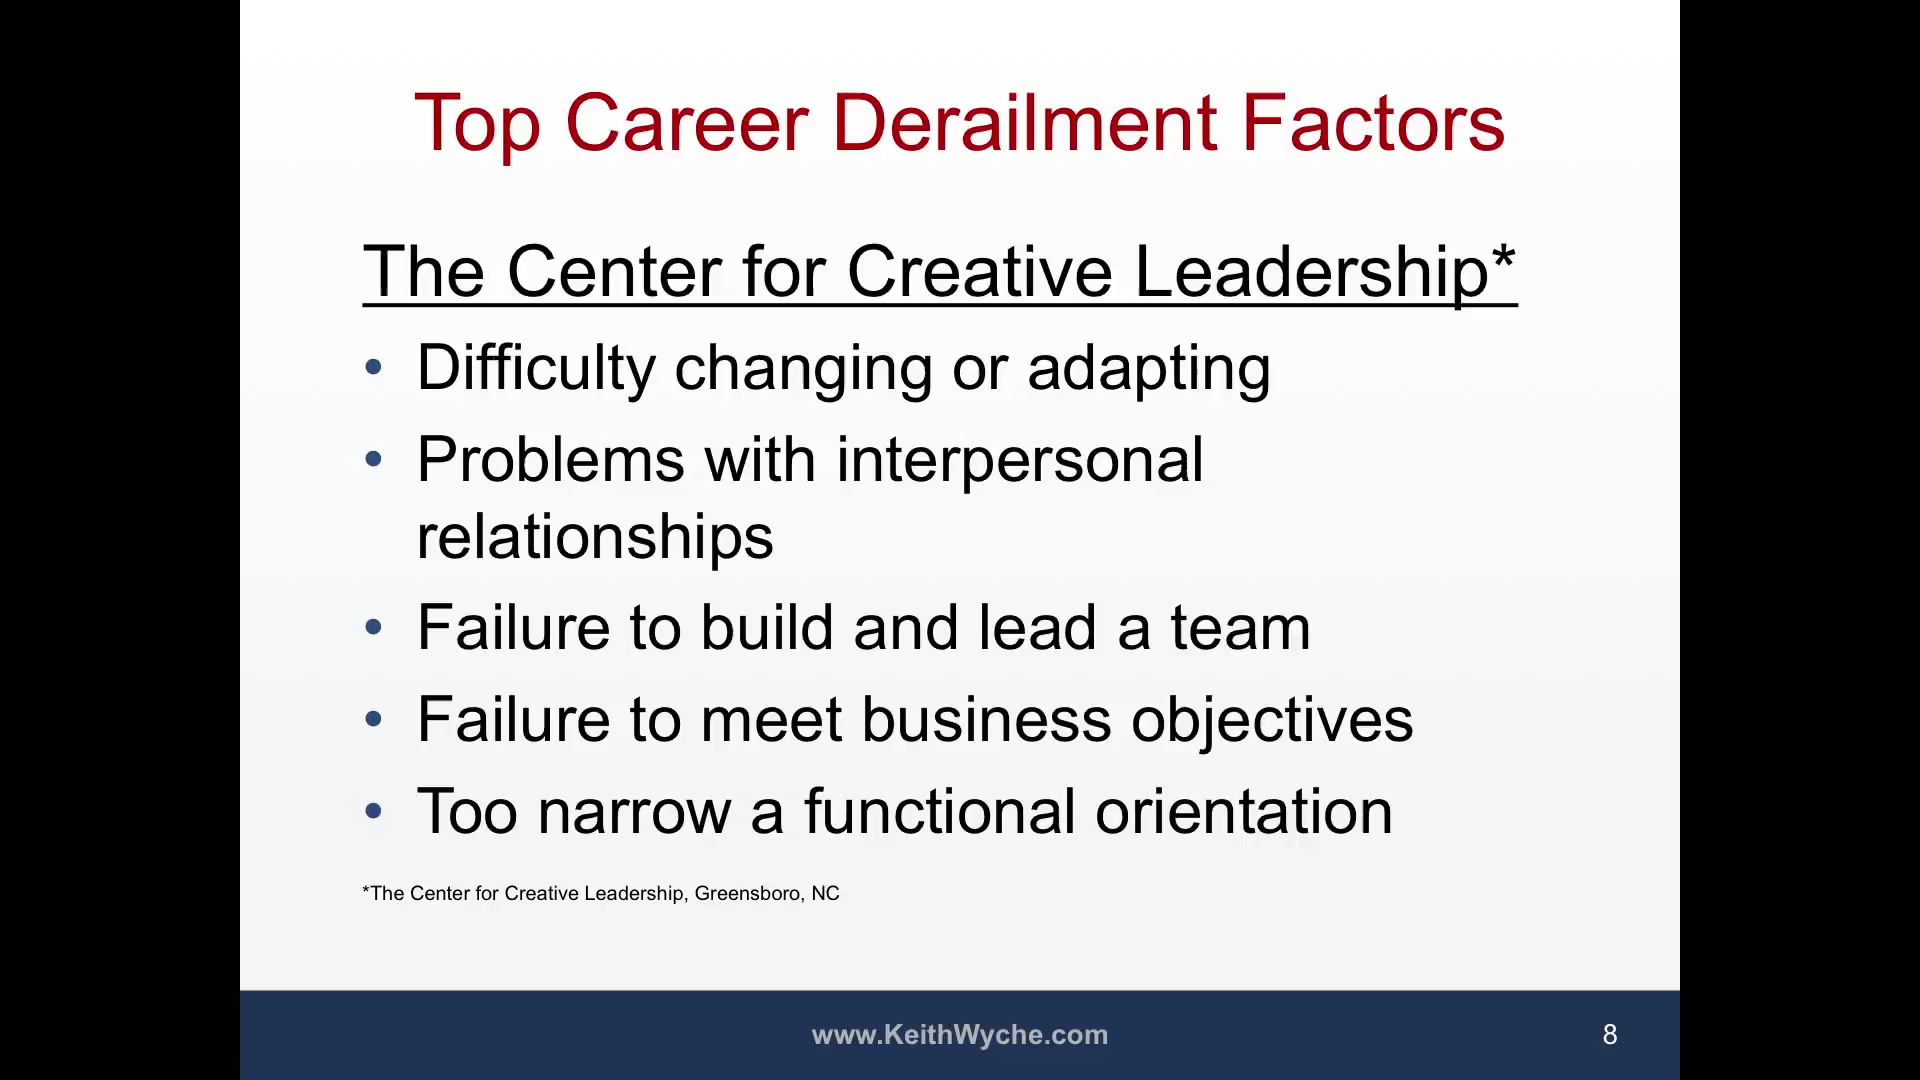 Top Career Derailment Factors
The Center for Creative Leadership*
• Difficulty changing or adapting
• Problems with interpersonal
relationships
• Failure to build and lead a team
• Failure to meet business objectives
• Too narrow a functional orientation
*The Center for Creative Leadership, Greensboro, NC
www.KeithWyche.com
8